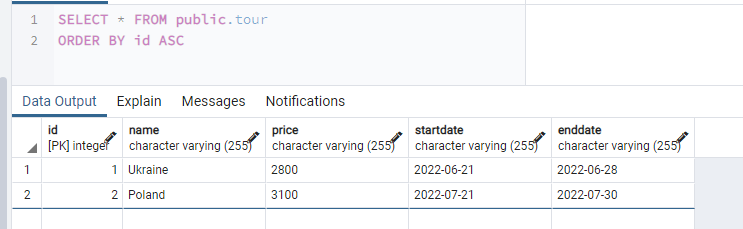 1 SELECT * FROM public.tour
2 ORDER BY id ASC
Data Output Explain Messages Notifications
id name price startdate enddate
[PK] integer character varying (255) character varying (255) character varying (255) character varying (255)
1 1 Ukraine 2800 2022-06-21 2022-06-28
2 2 Poland 3100 2022-07-21 2022-07-30